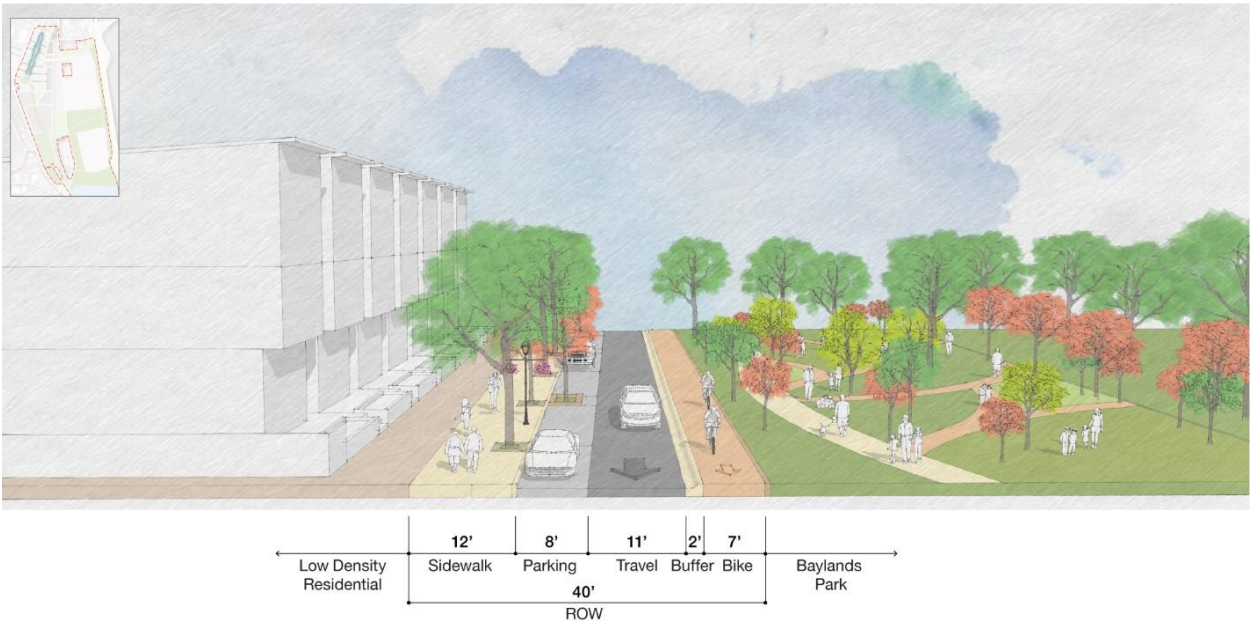 12' 8' 11' 2' 7'
Low Density Sidewalk Parking Travel Buffer Bike Baylands
Residential Park
40'
ROW